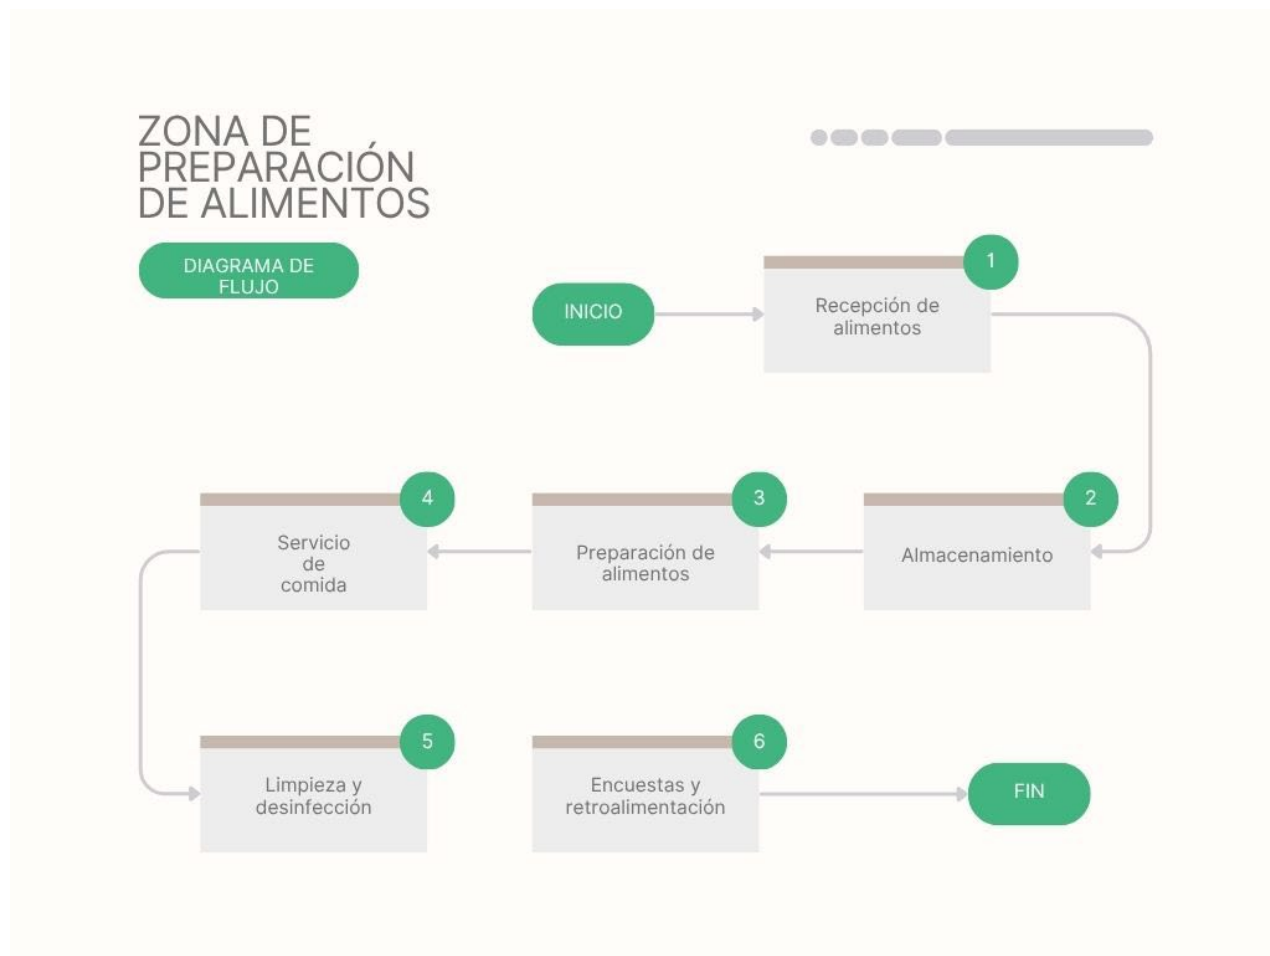 ZONA DE
PREPARACIÓN
DE ALIMENTOS
DIAGRAMA DE
FLUJO
INICIO
1
Recepción de
alimentos
2
Almacenamiento
3
Preparación de
alimentos
4
Servicio
de
comida
5
Limpieza y
desinfección
6
Encuestas y
retroalimentación
FIN